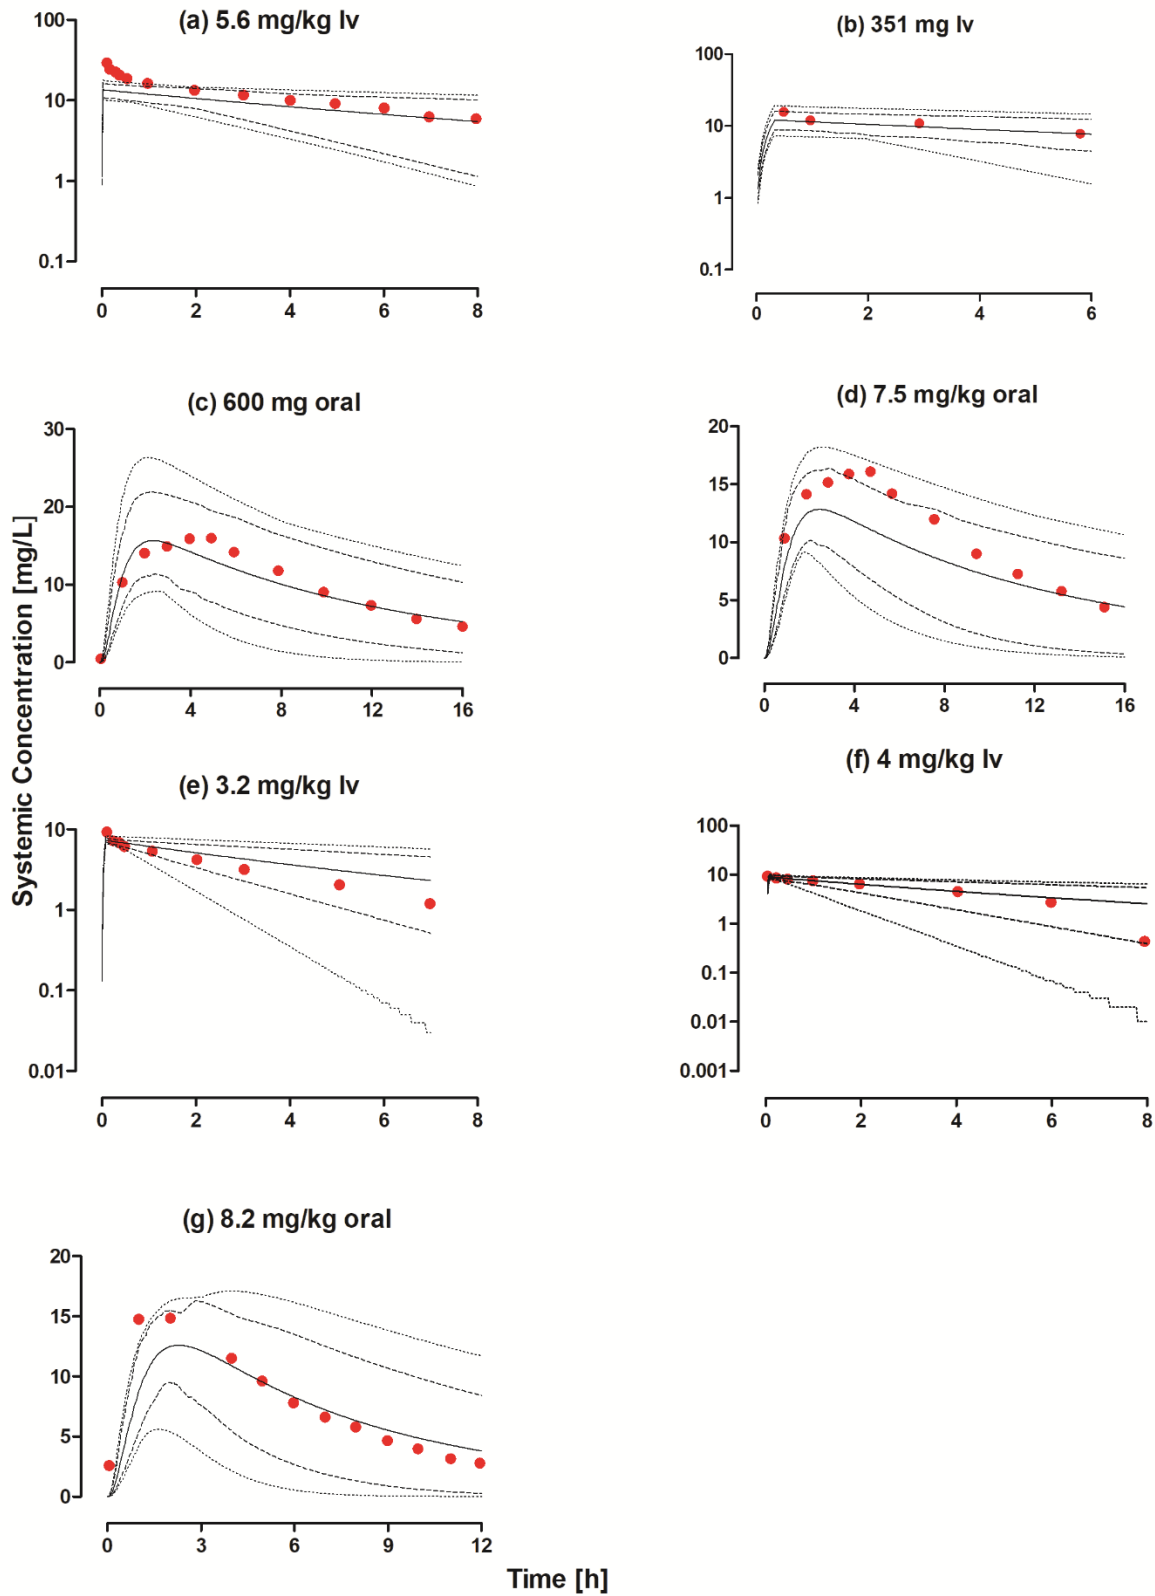 (a) 5.6 mg/kg Iv
100
10
1
0.1
0 2 4 6 8
(b) 351 mg Iv
100
10
1
0.1
0 2 4 6
(c) 600 mg oral
30
20
10
0
0 4 8 12 16
(d) 7.5 mg/kg oral
20
15
10
5
0
0 4 8 12 16
Systemic Concentration [mg/L]
(e) 3.2 mg/kg Iv
10
1
0.1
0.01
0 2 4 6 8
(f) 4 mg/kg Iv
100
10
1
0.1
0.01
0.001
0 2 4 6 8
(g) 8.2 mg/kg oral
20
15
10
5
0
0 3 6 9 12
Time [h]